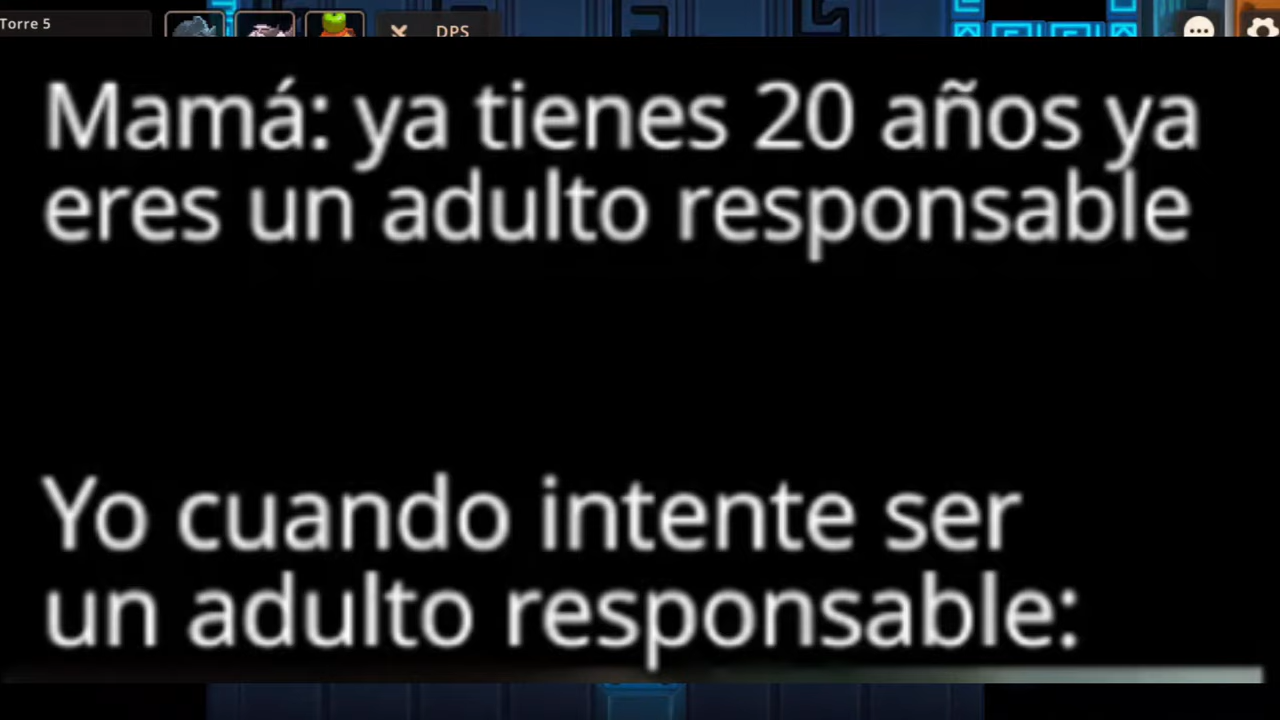 Torre 5
DPS
Mamá: ya tienes 20 años ya
eres un adulto responsable
Yo cuando intente ser
un adulto responsable: